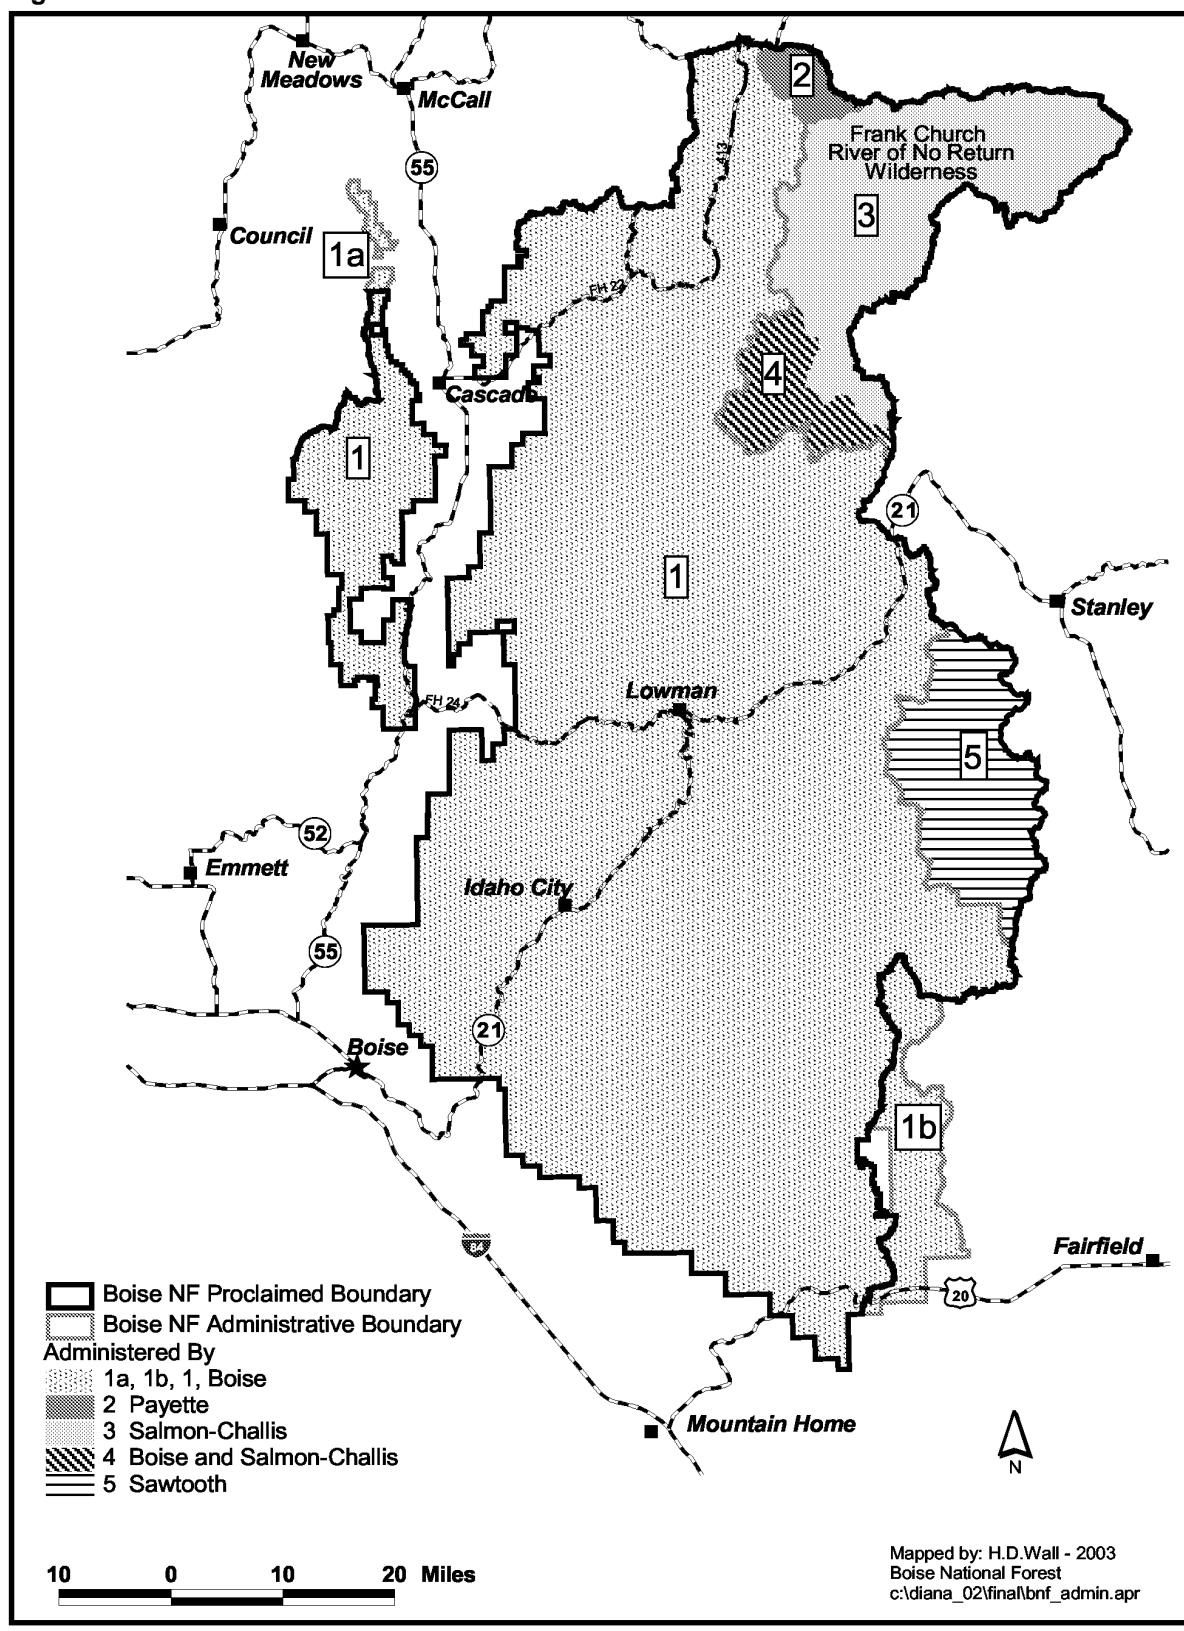 New
Meadows
McCall
2
413
Frank Church
River of No Return
Wilderness
55
3
Council
1a
FH 22
4
Cascade
1
21
1
Stanley
Lowman
FH 24
5
52
Emmett
Idaho City
55
21
Boise
1b
84
Fairfield
20
Boise NF Proclaimed Boundary
Boise NF Administrative Boundary
Administered By
1a, 1b, 1, Boise
2 Payette
3 Salmon-Challis
4 Boise and Salmon-Challis
5 Sawtooth
Mountain Home
N
10 0 10 20 Miles
Mapped by: H.D.Wall - 2003
Boise National Forest
c:\diana_02\final\bnf_admin.apr